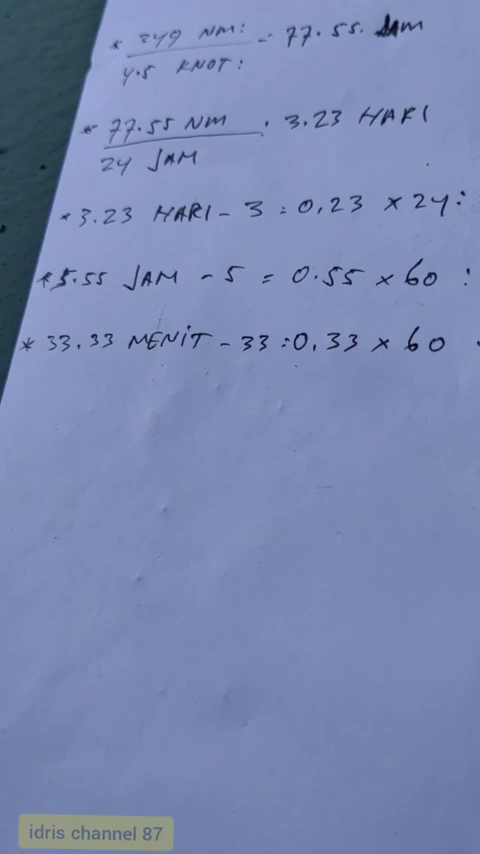 * 349 NM: = 77.55. JAM
4.5 KNOT:
* 77.55 NM . 3.23 HARI
24 JAM
* 3.23 HARI - 3 = 0,23 x 24:
* 5.55 JAM - 5 = 0.55 x 60 :
* 33.33 MENIT - 33 = 0,33 x 60 .
idris channel 87